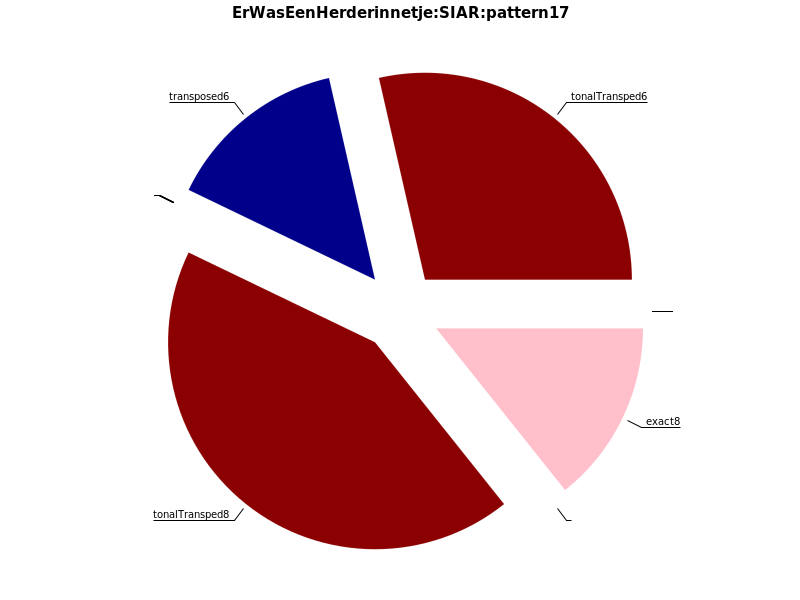 ErWasEenHerderinnetje:SIAR:pattern17
transposed6
tonalTransped6
exact8
tonalTransped8